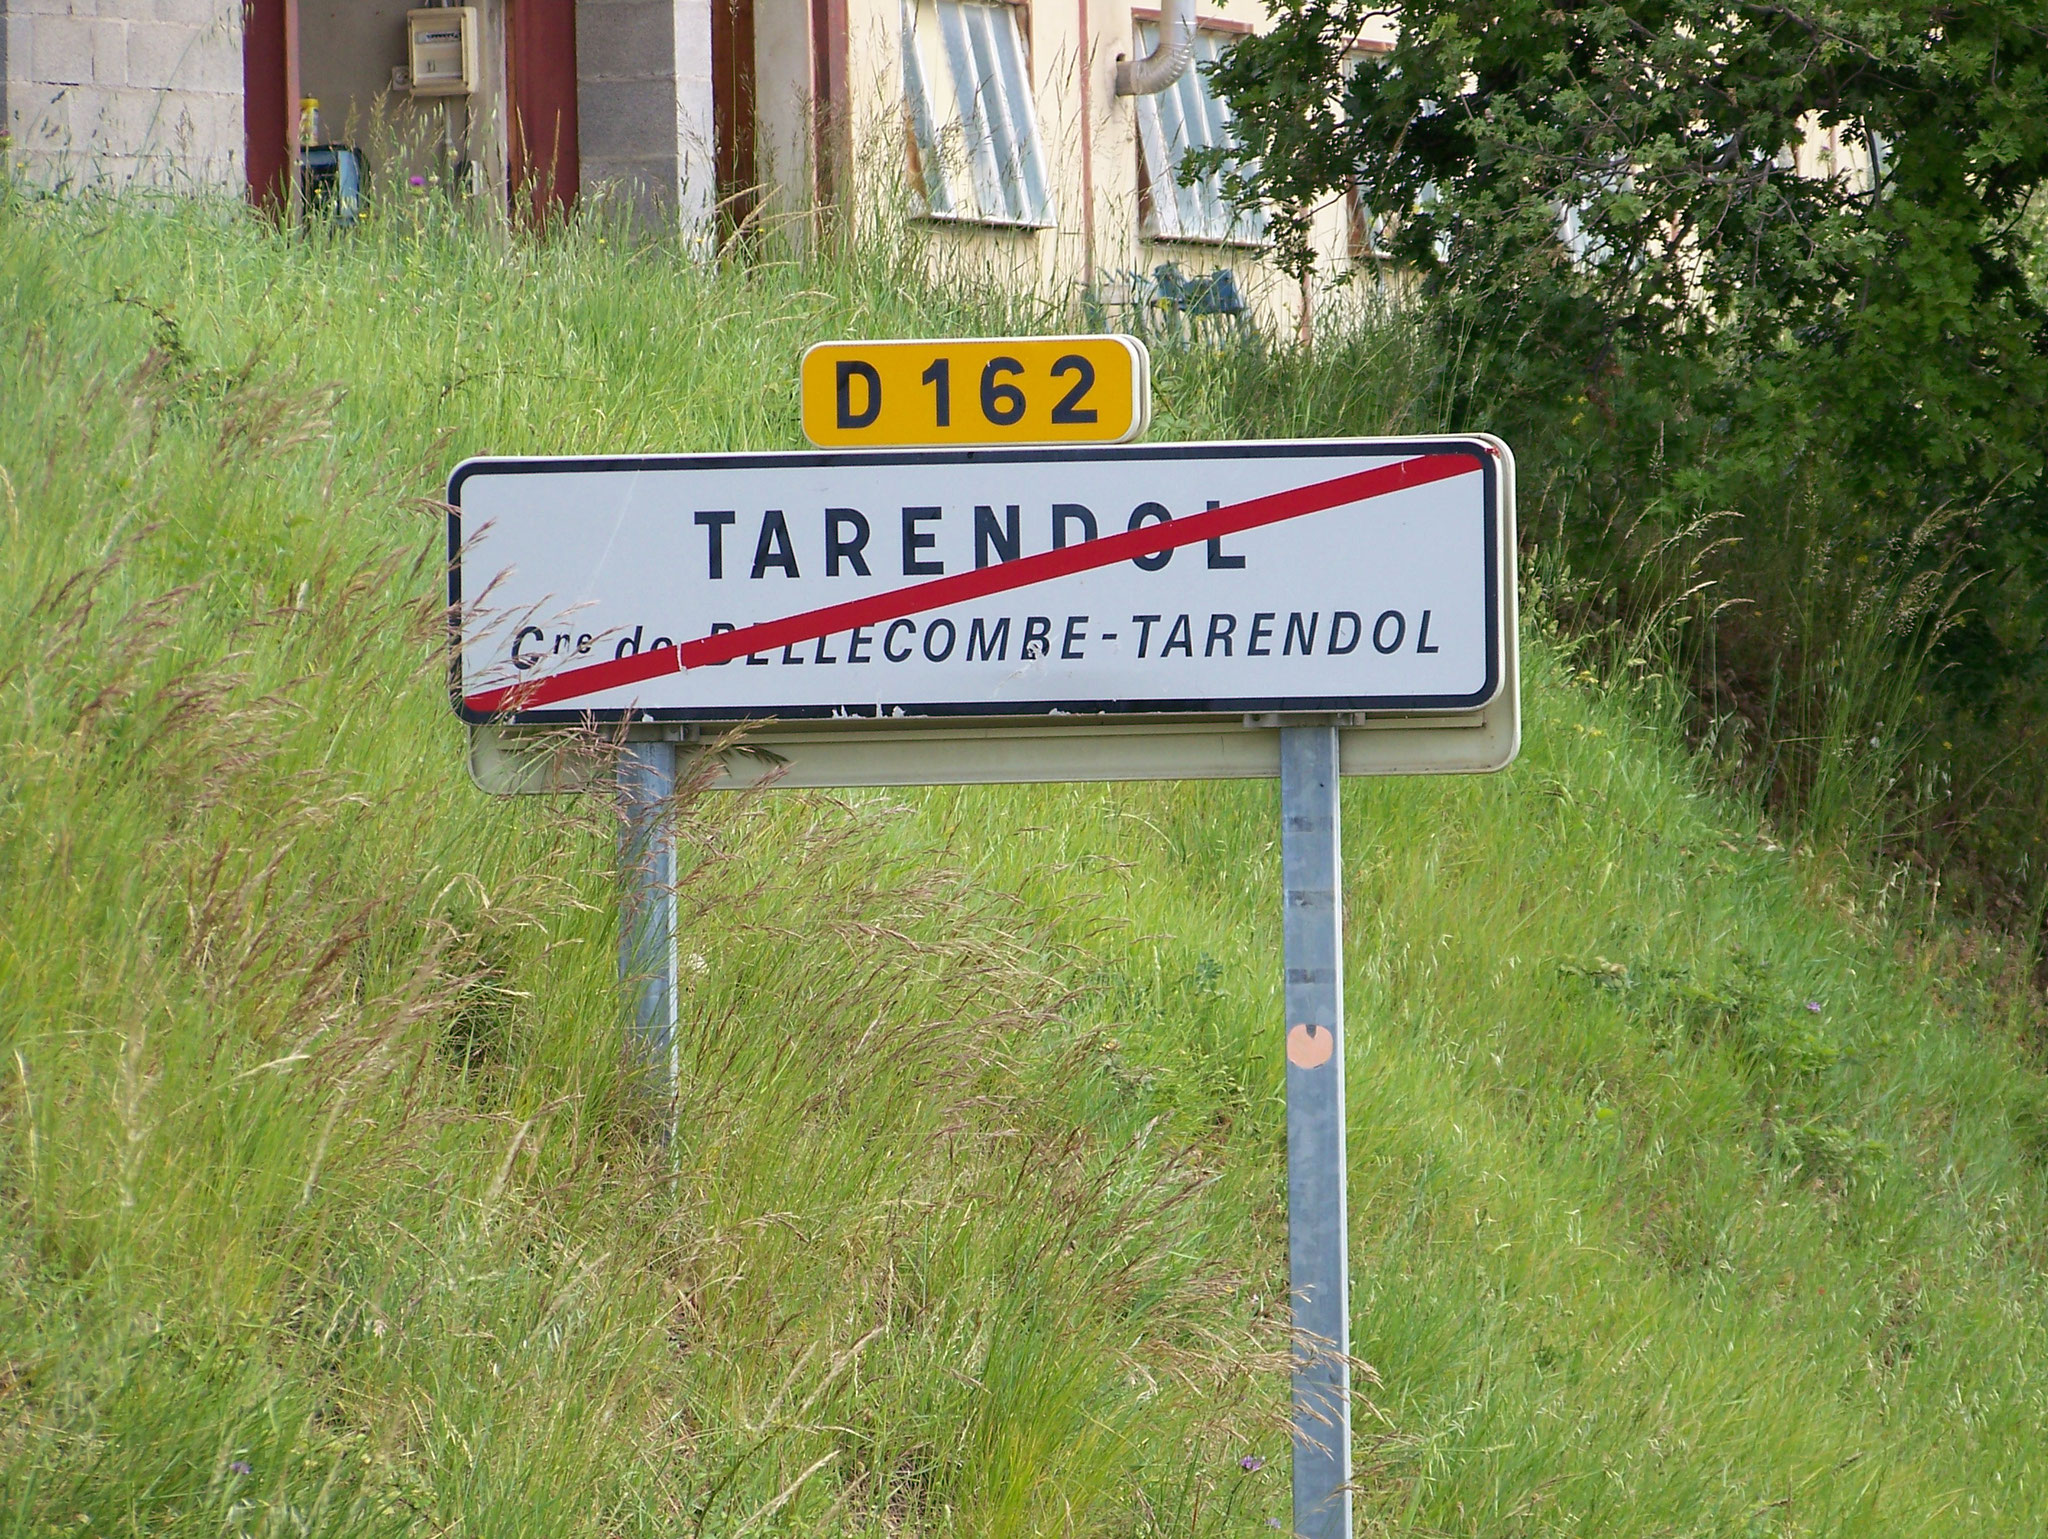 D 162
TARENDOL
Cne de BELLECOMBE-TARENDOL